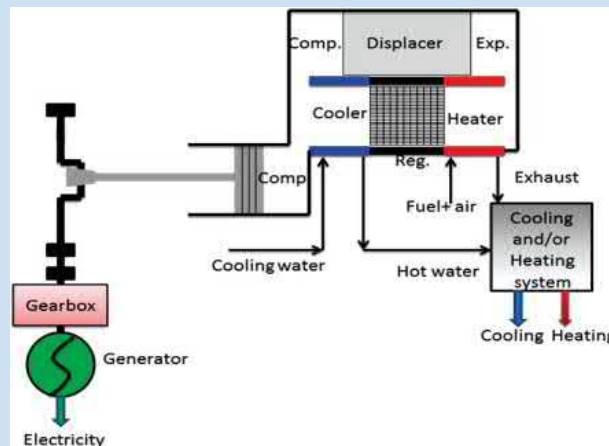 Comp.
Displacer
Exp.
Cooler
Heater
Comp
Reg.
Exhaust
Fuel+ air
Cooling
and/or
Heating
system
Cooling water
Hot water
Gearbox
Cooling
Heating
Generator
Electricity